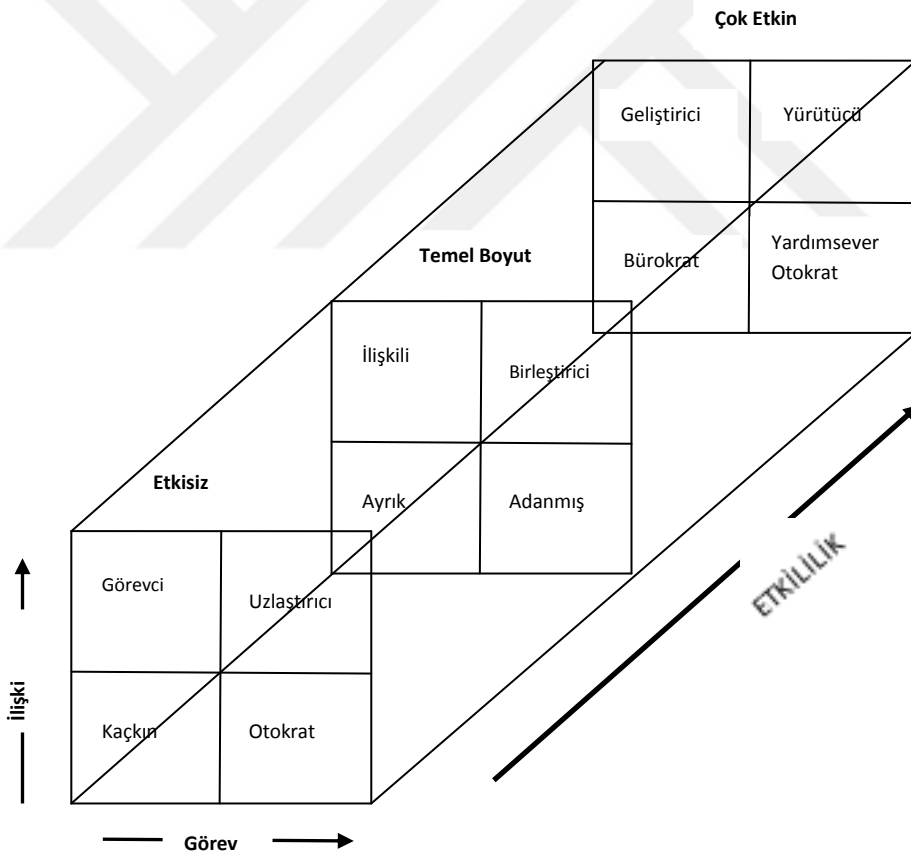 Çok Etkin
Geliştirici
Yürütücü
Bürokrat
Yardımsever
Otokrat
Temel Boyut
İlişkili
Birleştirici
Ayrık
Adanmış
Etkisiz
Görevci
Uzlaştırıcı
Kaçkın
Otokrat
ETKİLİLİK
İlişki
Görev